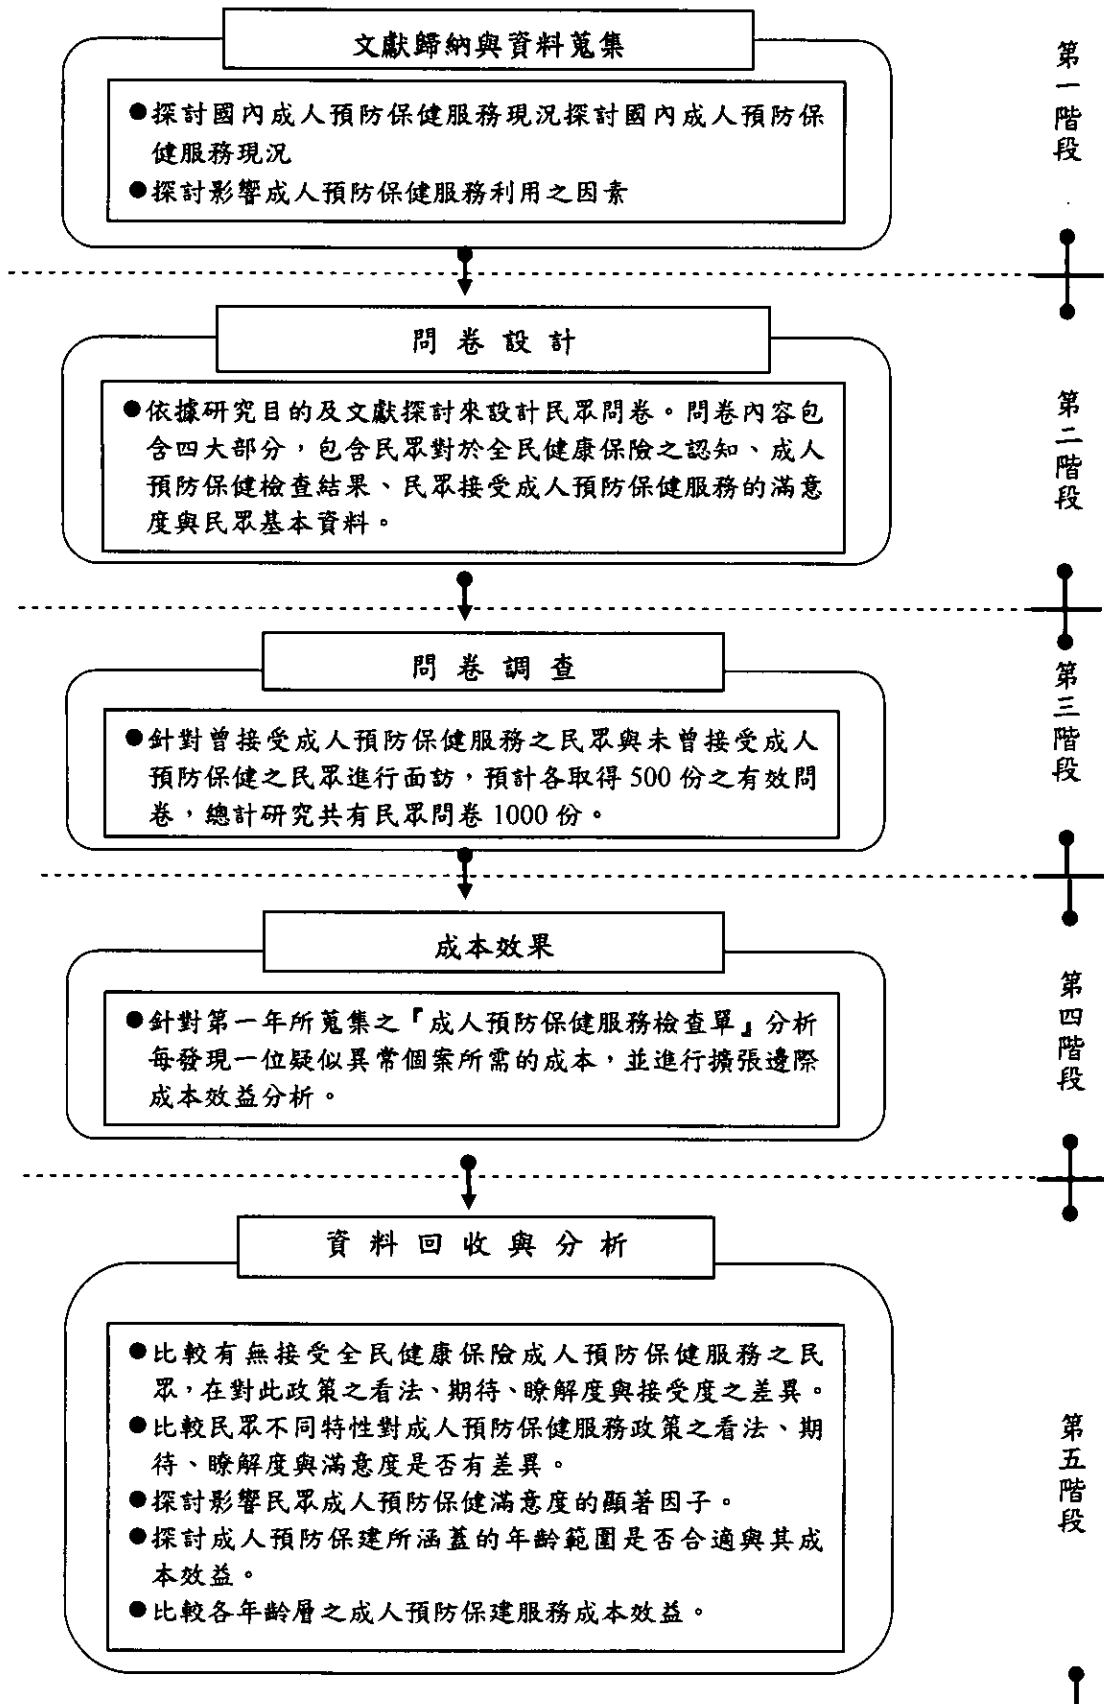 文獻歸納與資料蒐集
第一階段
●探討國內成人預防保健服務現況探討國內成人預防保
健服務現況
●探討影響成人預防保健服務利用之因素
問卷設計
第二階段
●依據研究目的及文獻探討來設計民眾問卷。問卷內容包
含四大部分，包含民眾對於全民健康保險之認知、成人
預防保健檢查結果、民眾接受成人預防保健服務的滿意
度與民眾基本資料。
問卷調查
第三階段
●針對曾接受成人預防保健服務之民眾與未曾接受成人
預防保健之民眾進行面訪，預計各取得 500 份之有效問
卷，總計研究共有民眾問卷 1000 份。
成本效果
第四階段
●針對第一年所蒐集之『成人預防保健服務檢查單』分析
每發現一位疑似異常個案所需的成本，並進行擴張邊際
成本效益分析。
資料回收與分析
第五階段
●比較有無接受全民健康保險成人預防保健服務之民
眾，在對此政策之看法、期待、瞭解度與接受度之差異。
●比較民眾不同特性對成人預防保健服務政策之看法、期
待、瞭解度與滿意度是否有差異。
●探討影響民眾成人預防保健滿意度的顯著因子。
●探討成人預防保建所涵蓋的年齡範圍是否合適與其成
本效益。
●比較各年齡層之成人預防保建服務成本效益。